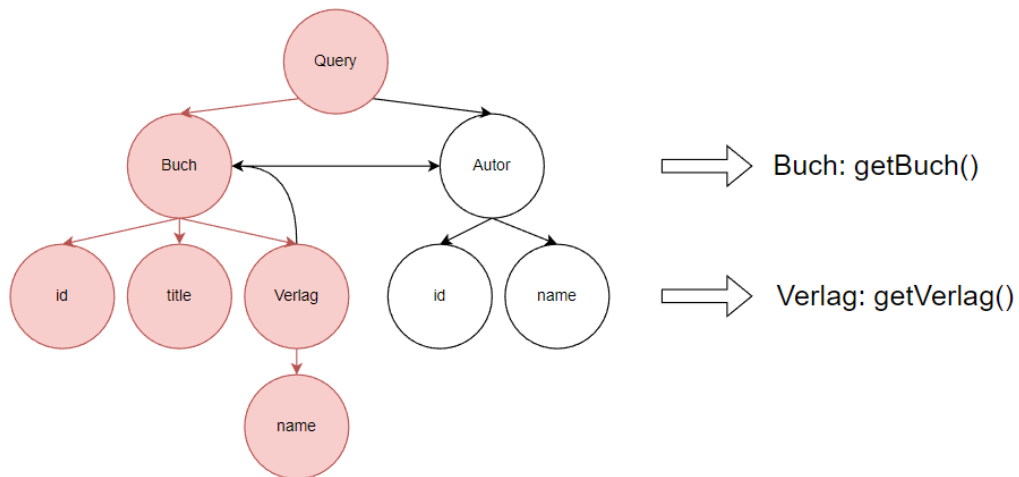 Query
Buch
Autor
Buch: getBuch()
id
title
Verlag
id
name
Verlag: getVerlag()
name